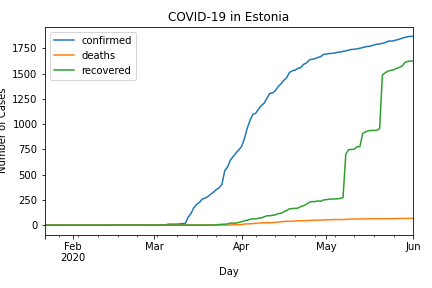 COVID-19 in Estonia
confirmed
deaths
recovered
1750
1500
1250
1000
750
500
250
0
Number of Cases
Feb
2020
Mar
Apr
May
Jun
Day